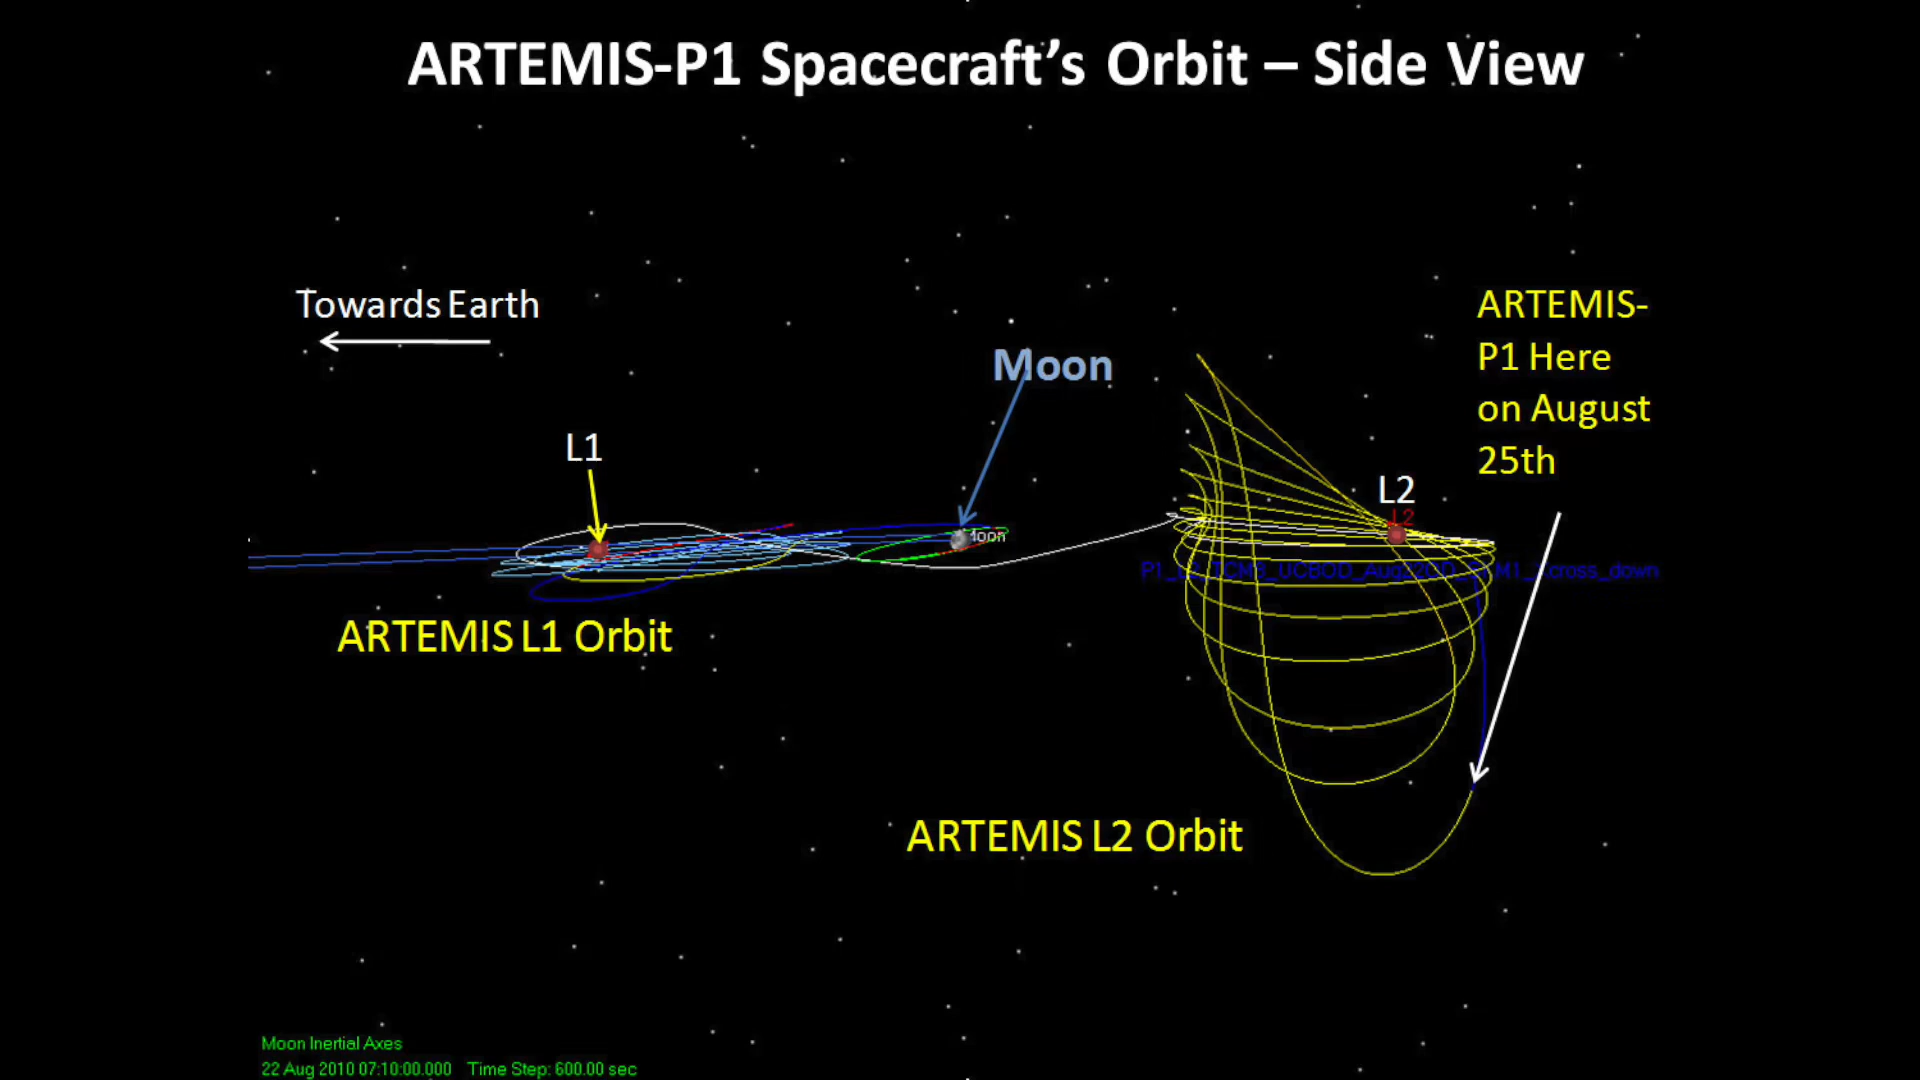 ARTEMIS-P1 Spacecraft’s Orbit – Side View
Towards Earth
ARTEMIS-
P1 Here
on August
25th
Moon
L1
L2
L2
Moon
ARTEMIS L1 Orbit
ARTEMIS L2 Orbit
Moon Inertial Axes
22 Aug 2010 07:10:00.000 Time Step: 600.00 sec